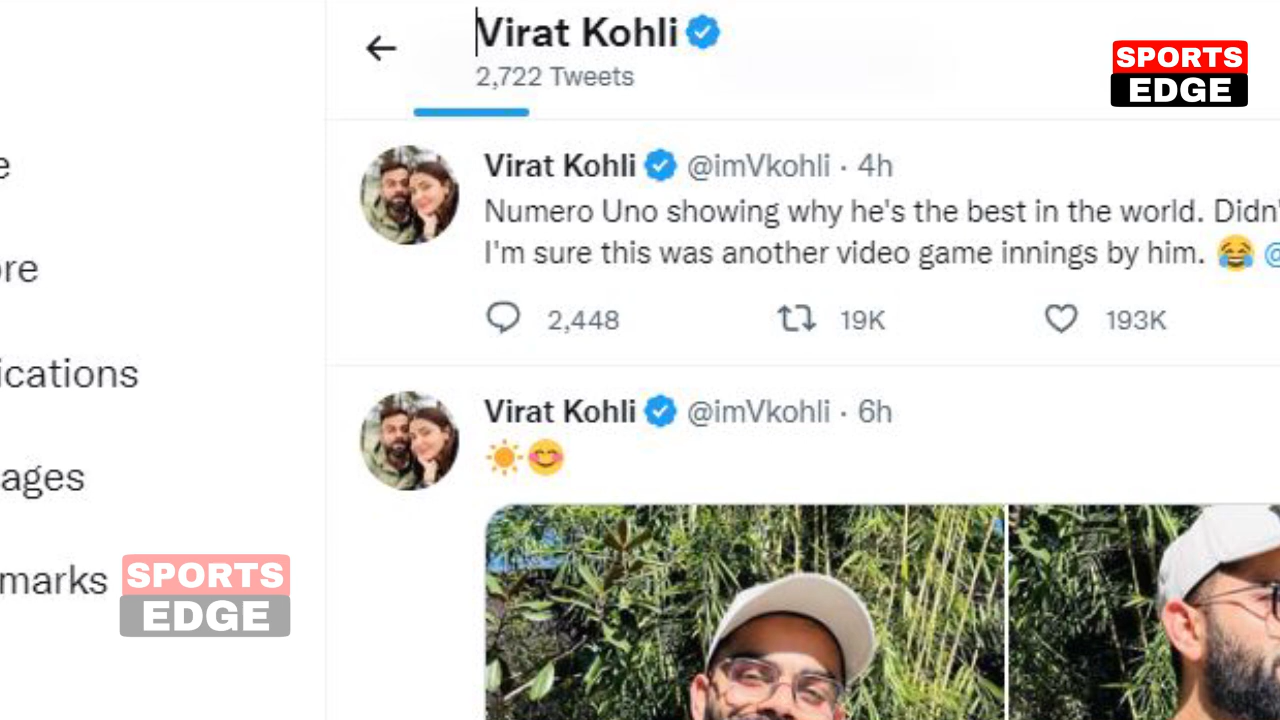 Virat Kohli
2,722 Tweets
SPORTS
EDGE
Virat Kohli @imVkohli · 4h
Numero Uno showing why he's the best in the world. Didn'
I'm sure this was another video game innings by him. 😂 @
2,448 19K 193K
Virat Kohli @imVkohli · 6h
☀️😊
e
ore
ications
ages
marks
SPORTS
EDGE